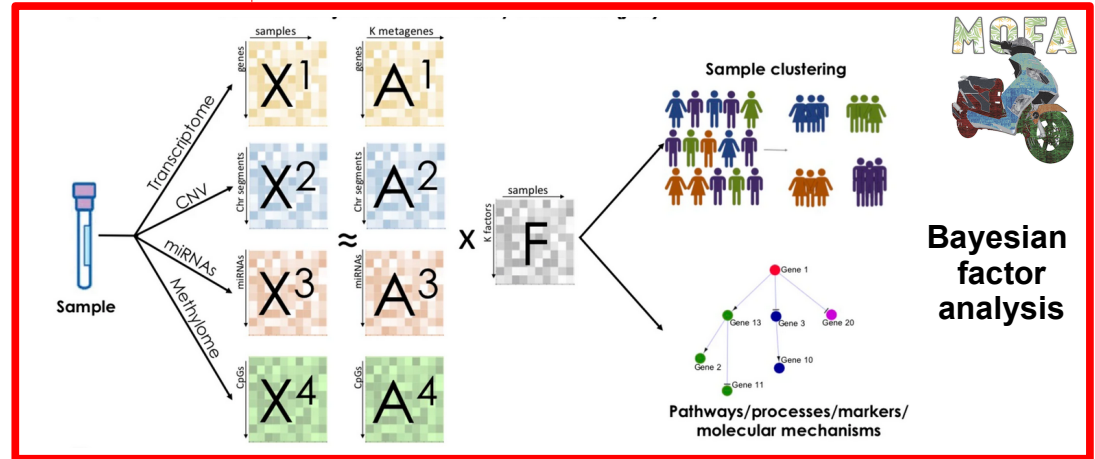 samples
K metagenes
genes
X1
genes
A1
Transcriptome
Chr segments
X2
Chr segments
A2
CNV
miRNAs
X3
miRNAs
A3
miRNAs
CpGs
X4
CpGs
A4
Methylome
Sample
≈
x
samples
K factors
F
Sample clustering
Gene 1
Gene 13
Gene 3
Gene 20
Gene 2
Gene 10
Gene 11
Pathways/processes/markers/
molecular mechanisms
MOFA
Bayesian
factor
analysis